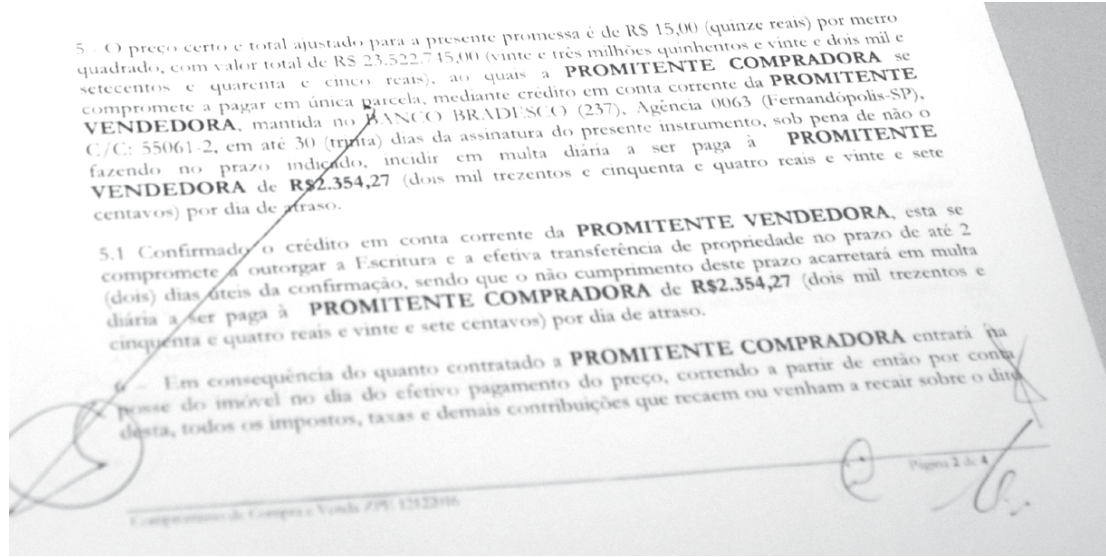 5 - O preço certo e total ajustado para a presente promessa é de R$ 15,00 (quinze reais) por metro
quadrado, com valor total de R$ 23.522.745,00 (vinte e três milhões quinhentos e vinte e dois mil e
setecentos e quarenta e cinco reais), ao quais a PROMITENTE COMPRADORA se
compromete a pagar em única parcela, mediante crédito em conta corrente da PROMITENTE
VENDEDORA, mantida no BANCO BRADESCO (237), Agência 0063 (Fernandópolis-SP),
C/C: 55061-2, em até 30 (trinta) dias da assinatura do presente instrumento, sob pena de não o
fazendo no prazo indicado, incidir em multa diária a ser paga à PROMITENTE
VENDEDORA de R$2.354,27 (dois mil trezentos e cinquenta e quatro reais e vinte e sete
centavos) por dia de atraso.
5.1 Confirmado o crédito em conta corrente da PROMITENTE VENDEDORA, esta se
compromete a outorgar a Escritura e a efetiva transferência de propriedade no prazo de até 2
(dois) dias úteis da confirmação, sendo que o não cumprimento deste prazo acarretará em multa
diária a ser paga à PROMITENTE COMPRADORA de R$2.354,27 (dois mil trezentos e
cinquenta e quatro reais e vinte e sete centavos) por dia de atraso.
6 - Em consequência do quanto contratado a PROMITENTE COMPRADORA entrará na
posse do imóvel no dia do efetivo pagamento do preço, correndo a partir de então por conta
desta, todos os impostos, taxas e demais contribuições que recaem ou venham a recair sobre o dito
Página 2 de 4
Compromisso de Compra e Venda ZPE